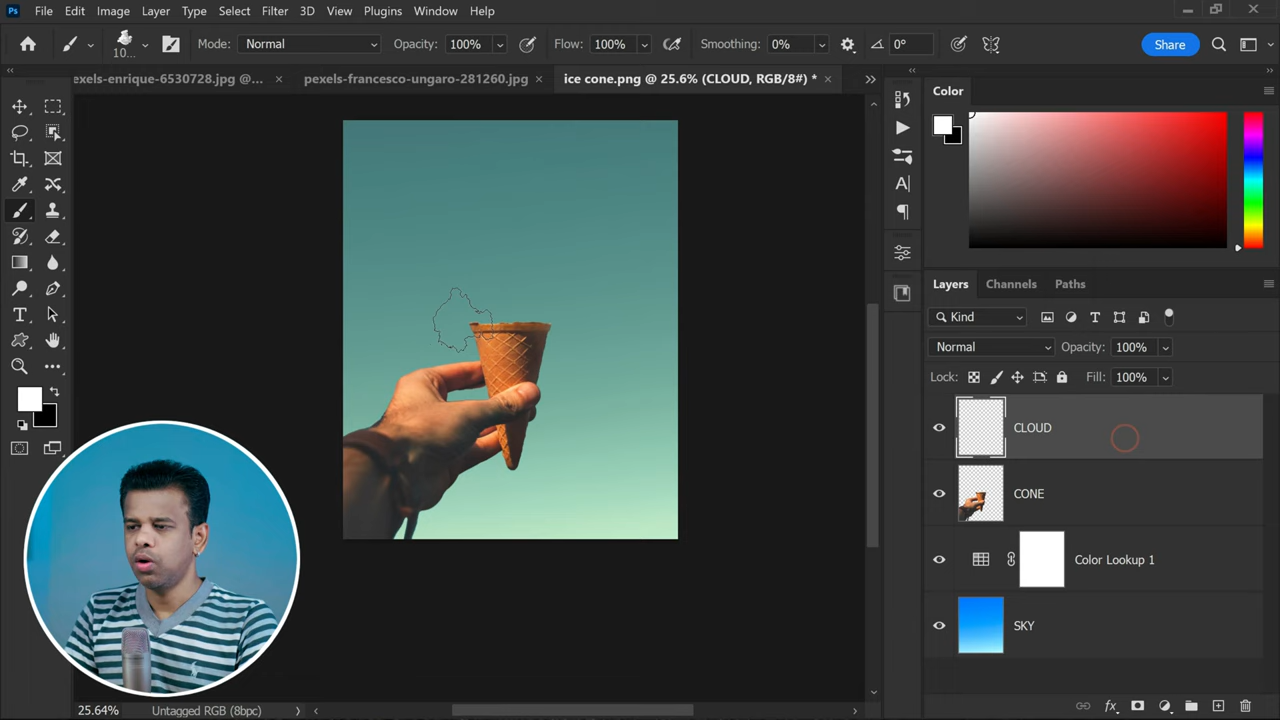 Ps File Edit Image Layer Type Select Filter 3D View Plugins Window Help
10... Mode: Normal Opacity: 100% Flow: 100% Smoothing: 0% 0° Share
exels-enrique-6530728.jpg @... × pexels-francesco-ungaro-281260.jpg × ice cone.png @ 25.6% (CLOUD, RGB/8#) * ×
Color
Layers Channels Paths
Kind
Normal Opacity: 100%
Lock: Fill: 100%
CLOUD
CONE
Color Lookup 1
SKY
25.64% Untagged RGB (8bpc)